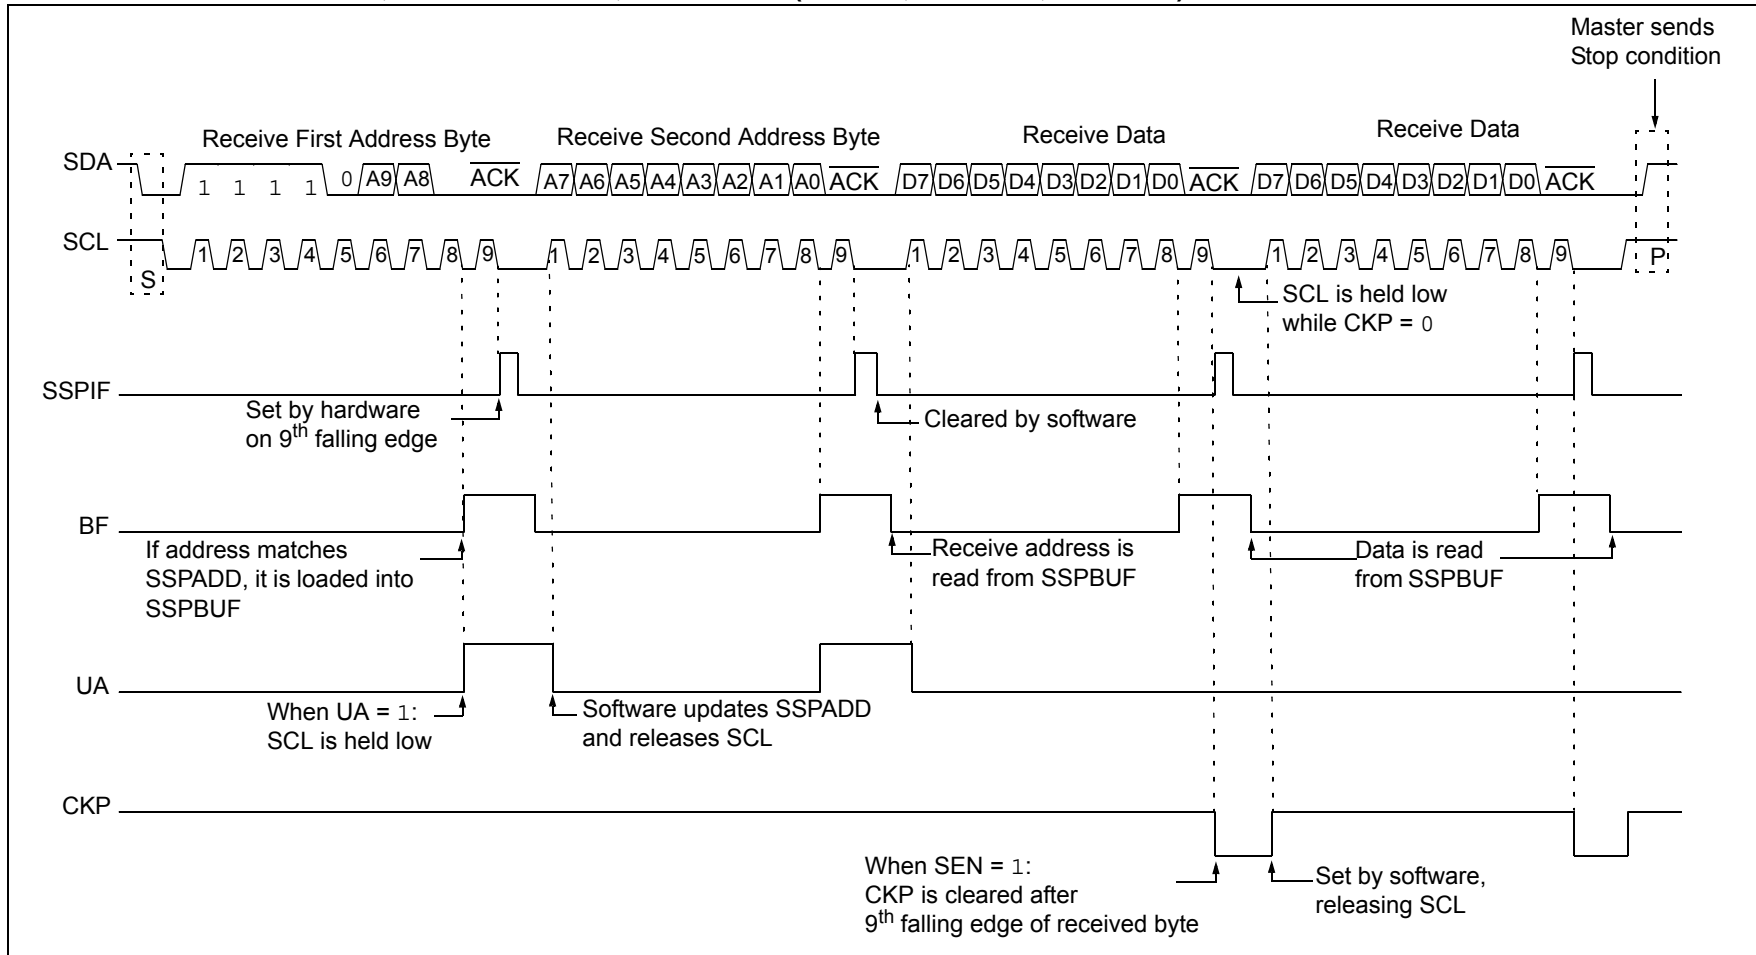 Master sends
Stop condition
Receive First Address Byte
Receive Second Address Byte
Receive Data
Receive Data
SDA
1 1 1 1 0 A9 A8 ACK A7 A6 A5 A4 A3 A2 A1 A0 ACK D7 D6 D5 D4 D3 D2 D1 D0 ACK D7 D6 D5 D4 D3 D2 D1 D0 ACK
SCL
S 1 2 3 4 5 6 7 8 9 1 2 3 4 5 6 7 8 9 1 2 3 4 5 6 7 8 9 1 2 3 4 5 6 7 8 9 P
SCL is held low
while CKP = 0
SSPIF
Set by hardware
on 9th falling edge
Cleared by software
BF
If address matches
SSPADD, it is loaded into
SSPBUF
Receive address is
read from SSPBUF
Data is read
from SSPBUF
UA
When UA = 1:
SCL is held low
Software updates SSPADD
and releases SCL
CKP
When SEN = 1:
CKP is cleared after
9th falling edge of received byte
Set by software,
releasing SCL